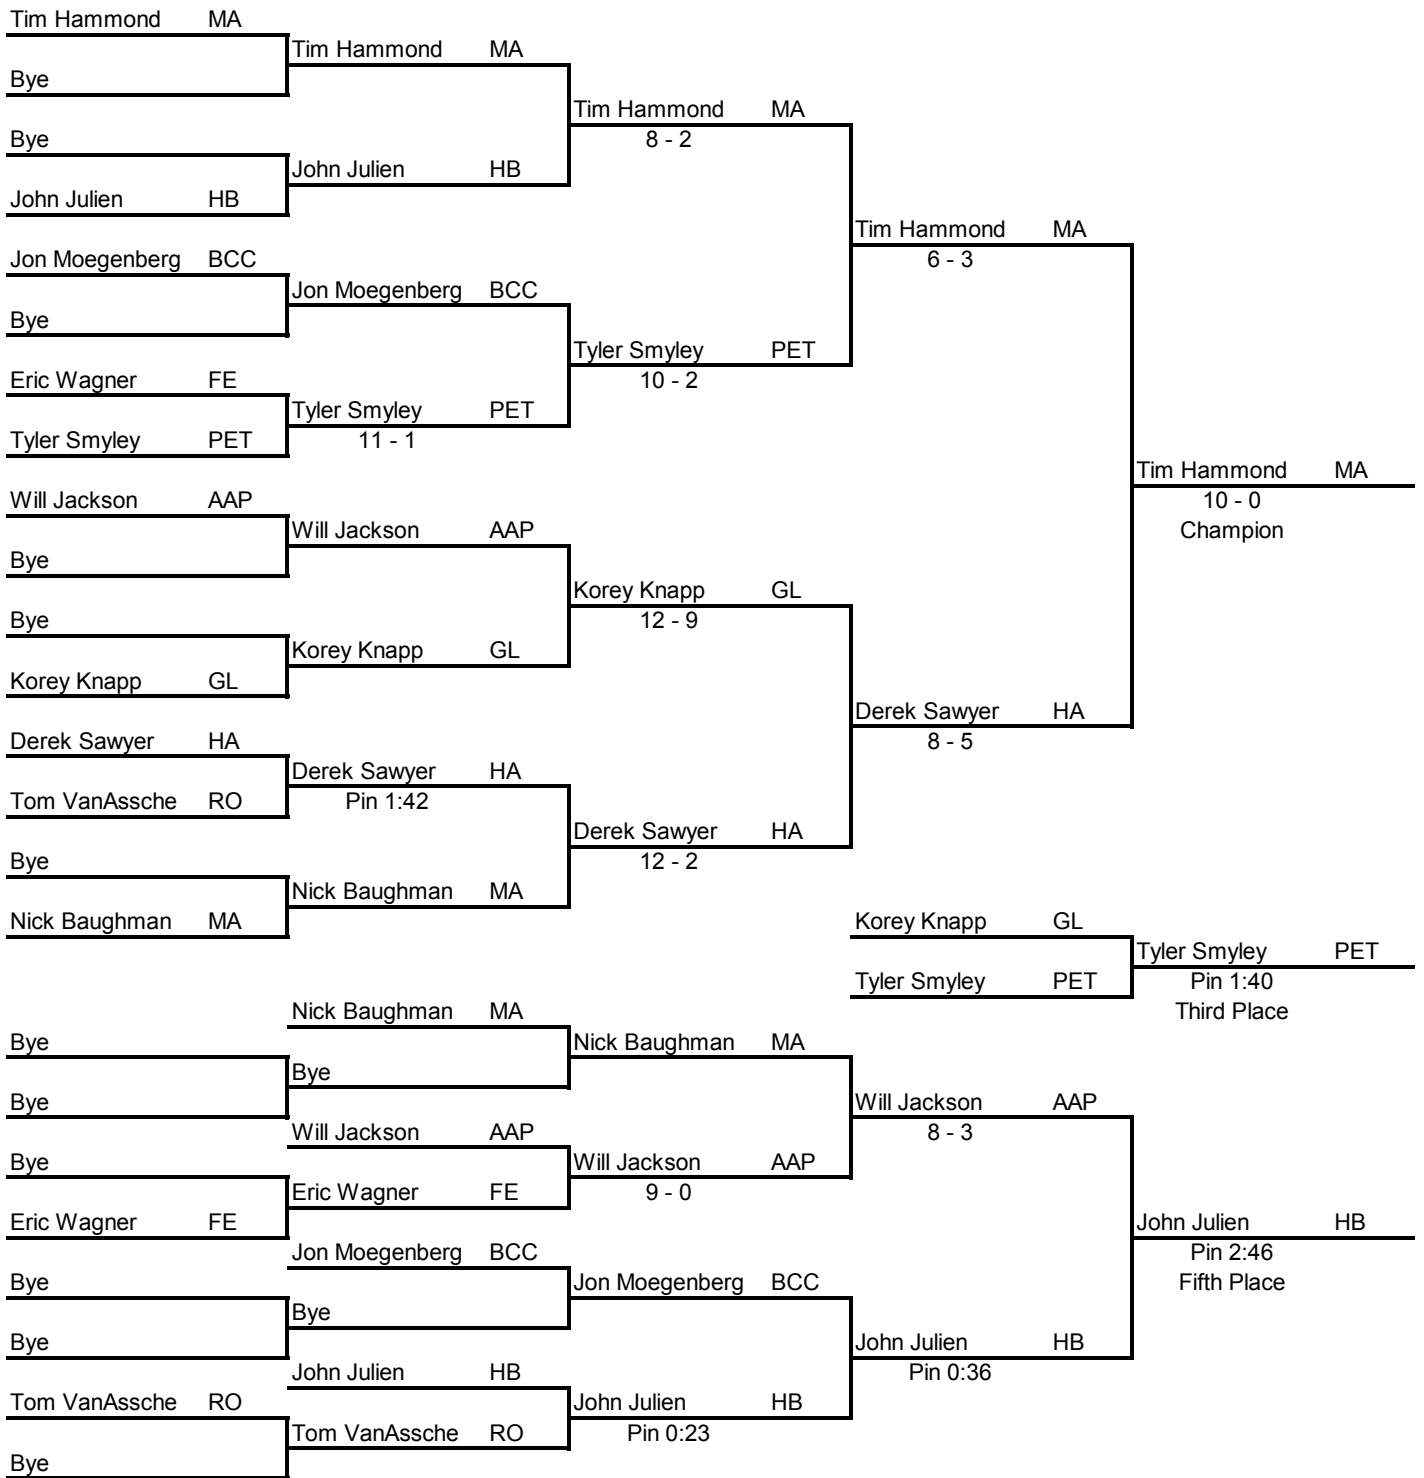 Tim Hammond MA
Tim Hammond MA
Bye
Tim Hammond MA
8 - 2
Bye
John Julien HB
John Julien HB
Tim Hammond MA
6 - 3
Jon Moegenberg BCC
Jon Moegenberg BCC
Bye
Tyler Smyley PET
10 - 2
Eric Wagner FE
Tyler Smyley PET
11 - 1
Tyler Smyley PET
Tim Hammond MA
10 - 0
Champion
Will Jackson AAP
Will Jackson AAP
Bye
Korey Knapp GL
12 - 9
Bye
Korey Knapp GL
Korey Knapp GL
Derek Sawyer HA
8 - 5
Derek Sawyer HA
Derek Sawyer HA
Pin 1:42
Tom VanAssche RO
Derek Sawyer HA
12 - 2
Bye
Nick Baughman MA
Nick Baughman MA
Korey Knapp GL
Tyler Smyley PET
Pin 1:40
Third Place
Tyler Smyley PET
Nick Baughman MA
Bye
Nick Baughman MA
Bye
Bye
Will Jackson AAP
8 - 3
Will Jackson AAP
Bye
Will Jackson AAP
9 - 0
Eric Wagner FE
Eric Wagner FE
John Julien HB
Pin 2:46
Fifth Place
Jon Moegenberg BCC
Bye
Jon Moegenberg BCC
Bye
Bye
John Julien HB
Pin 0:36
John Julien HB
Tom VanAssche RO
John Julien HB
Pin 0:23
Tom VanAssche RO
Bye